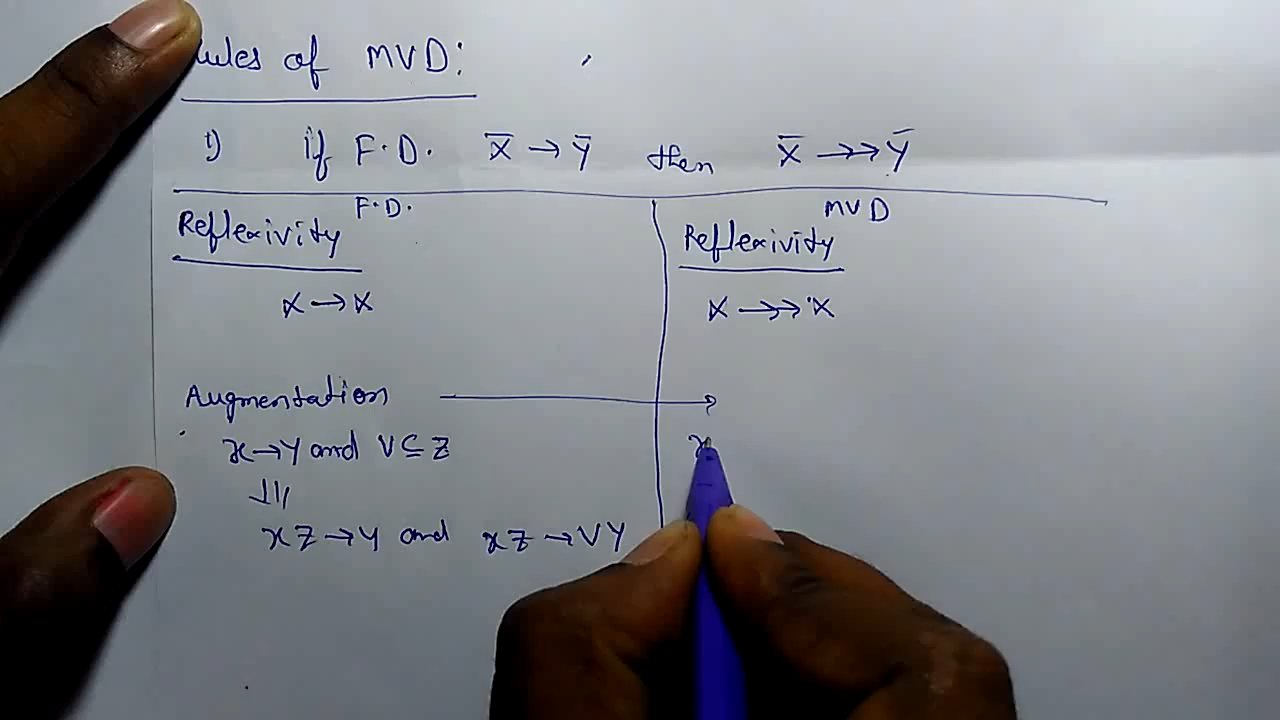 ules of MVD:
1) if F.D. X̅ → Y̅ then X̅ →→ Y̅
F.D.
Reflexivity
X → X
Augmentation
x → Y and V ⊆ Z
xZ → Y and xZ → VY
MVD
Reflexivity
X →→ X
x